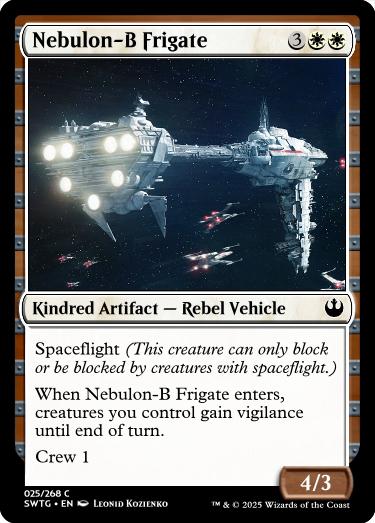 Nebulon-B Frigate 3
Kindred Artifact — Rebel Vehicle
Spaceflight (This creature can only block
or be blocked by creatures with spaceflight.)
When Nebulon-B Frigate enters,
creatures you control gain vigilance
until end of turn.
Crew 1
4/3
025/268 C
SWTG • EN Leonid Kozienko
™ & © 2025 Wizards of the Coast